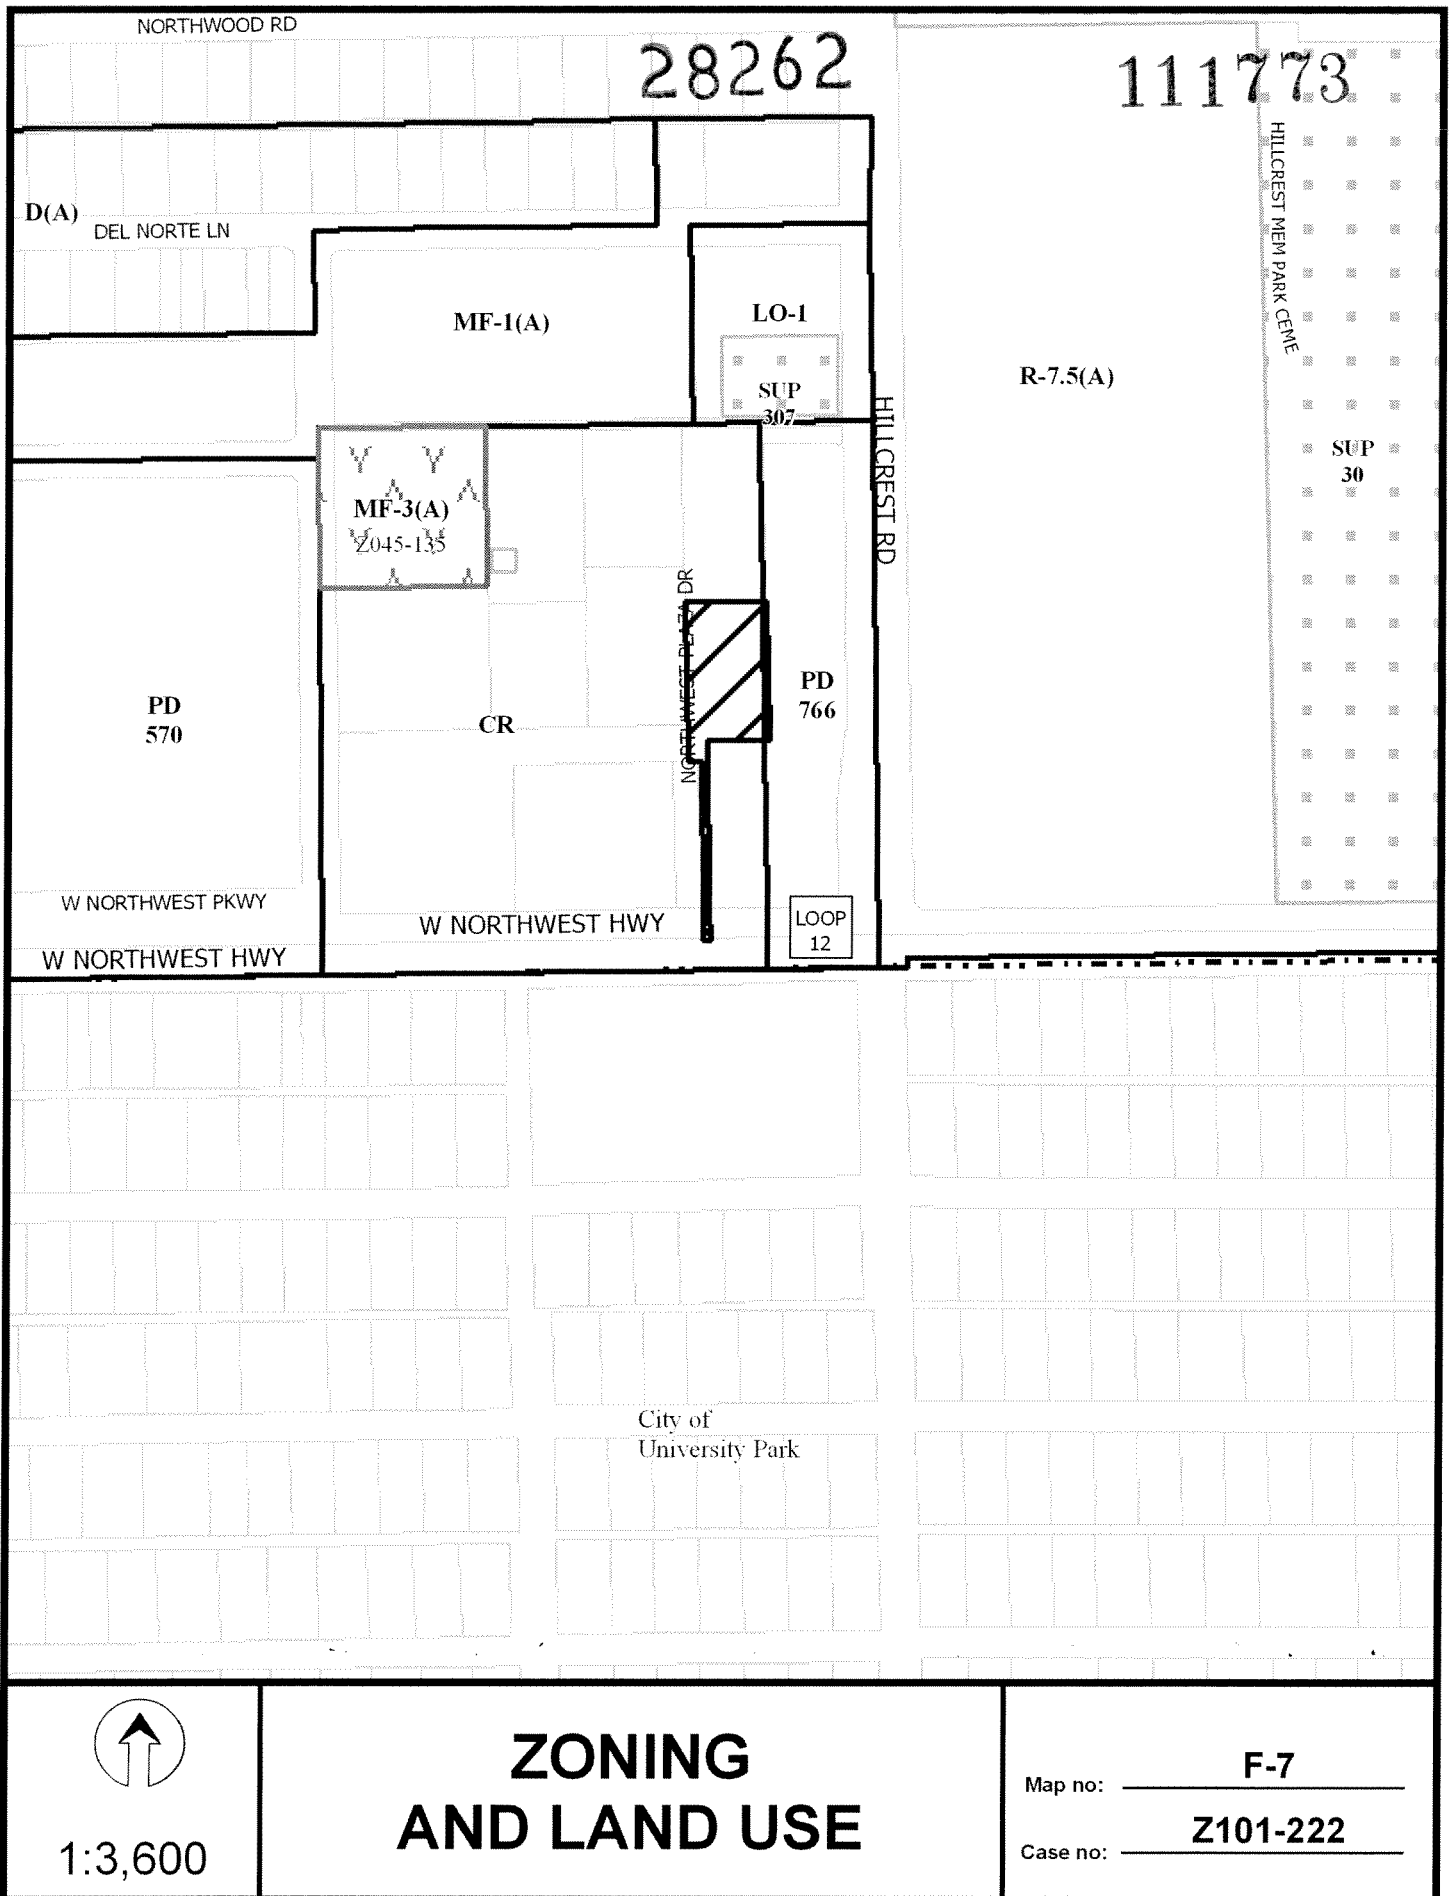 NORTHWOOD RD
28262
111773
HILLCREST MEM PARK CEME
D(A)
DEL NORTE LN
MF-1(A)
LO-1
SUP
307
R-7.5(A)
HILLCREST RD
SUP
30
MF-3(A)
Z045-135
NORTHWEST PLAZA DR
PD
570
CR
PD
766
W NORTHWEST PKWY
W NORTHWEST HWY
LOOP
12
W NORTHWEST HWY
City of
University Park
1:3,600
ZONING
AND LAND USE
Map no: F-7
Case no: Z101-222